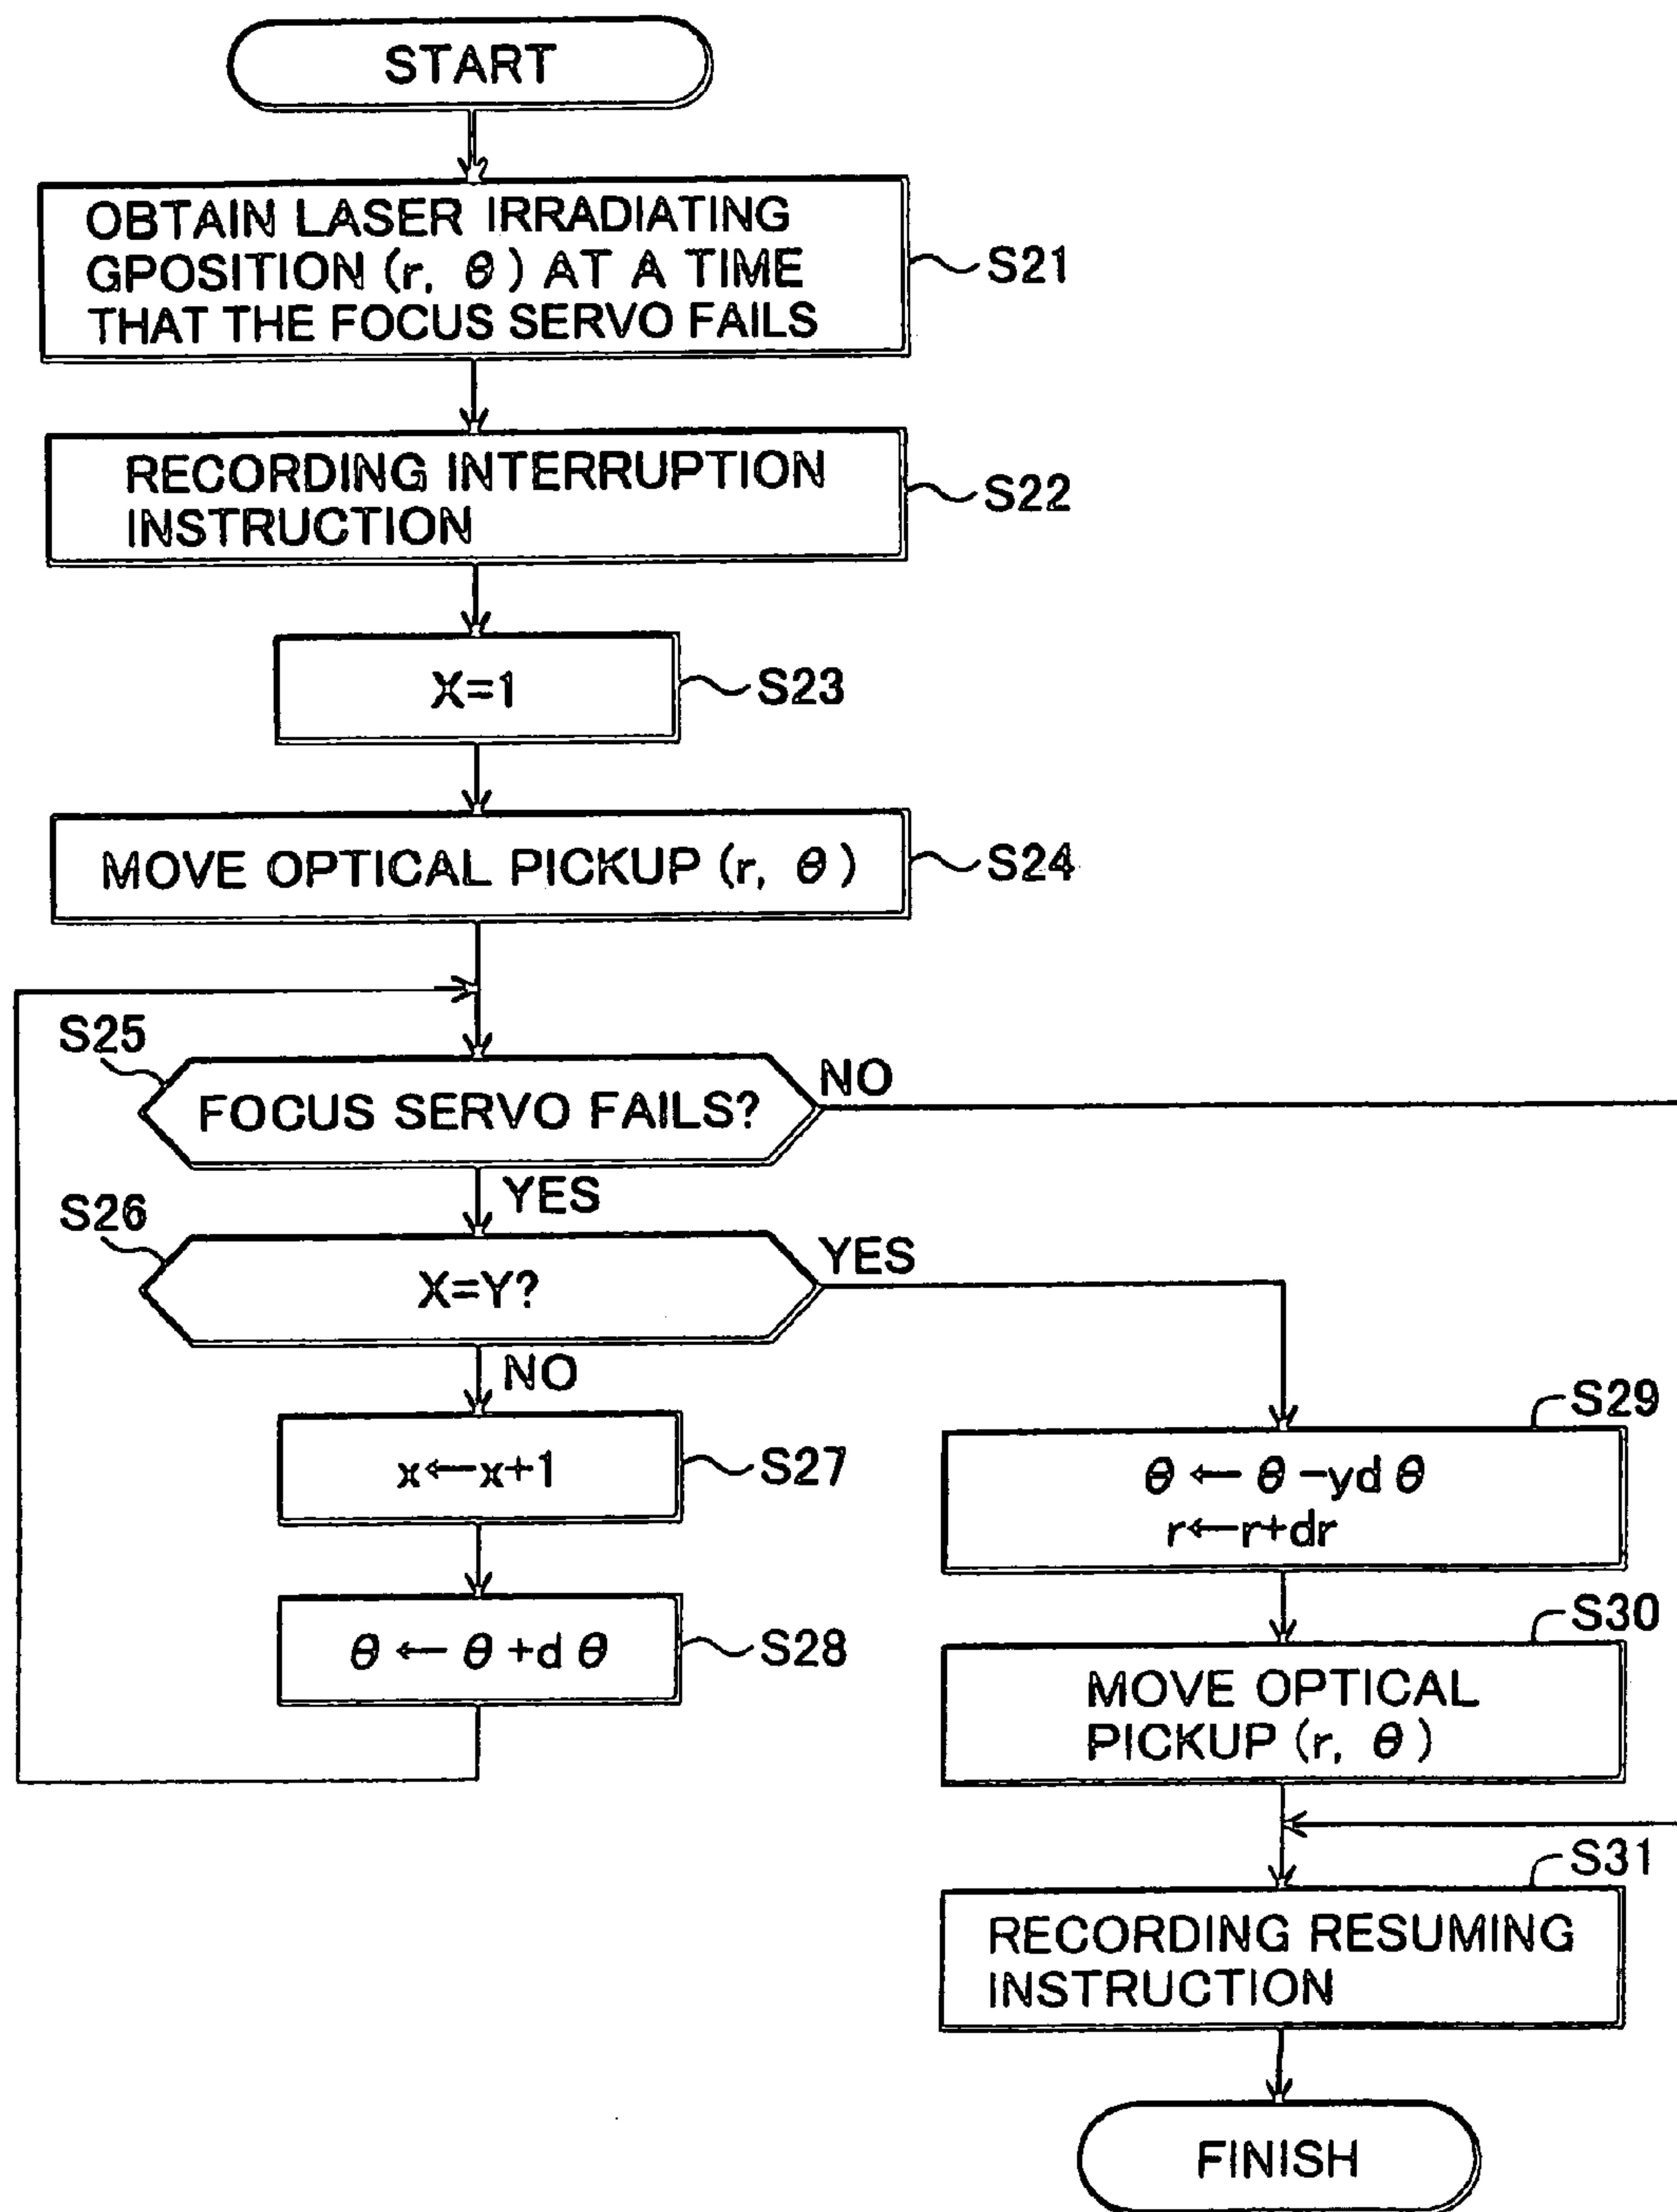 START
OBTAIN LASER IRRADIATING
GPOSITION (r, θ) AT A TIME
THAT THE FOCUS SERVO FAILS
S21
RECORDING INTERRUPTION
INSTRUCTION
S22
X=1
S23
MOVE OPTICAL PICKUP (r, θ)
S24
S25
FOCUS SERVO FAILS?
NO
YES
S26
X=Y?
YES
NO
x←x+1
S27
θ ← θ +d θ
S28
S29
θ ← θ -yd θ
r←r+dr
S30
MOVE OPTICAL
PICKUP (r, θ)
S31
RECORDING RESUMING
INSTRUCTION
FINISH